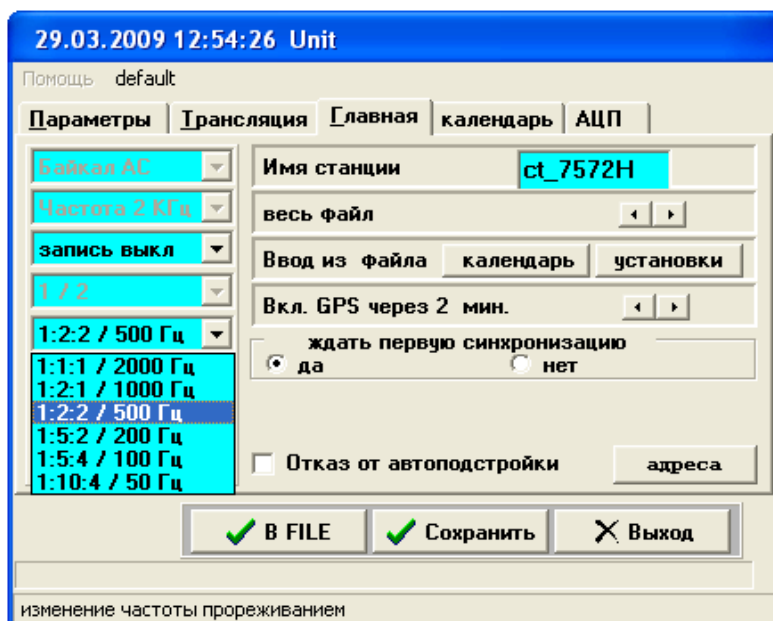 29.03.2009 12:54:26 Unit
Помощь default
Параметры Трансляция Главная календарь АЦП
Байкал АС
Частота 2 КГц
запись выкл
1 / 2
1:2:2 / 500 Гц
1:1:1 / 2000 Гц
1:2:1 / 1000 Гц
1:2:2 / 500 Гц
1:5:2 / 200 Гц
1:5:4 / 100 Гц
1:10:4 / 50 Гц
Имя станции ct_7572H
весь файл
Ввод из файла календарь установки
Вкл. GPS через 2 мин.
ждать первую синхронизацию
да нет
Отказ от автоподстройки адреса
В FILE Сохранить Выход
изменение частоты прореживанием